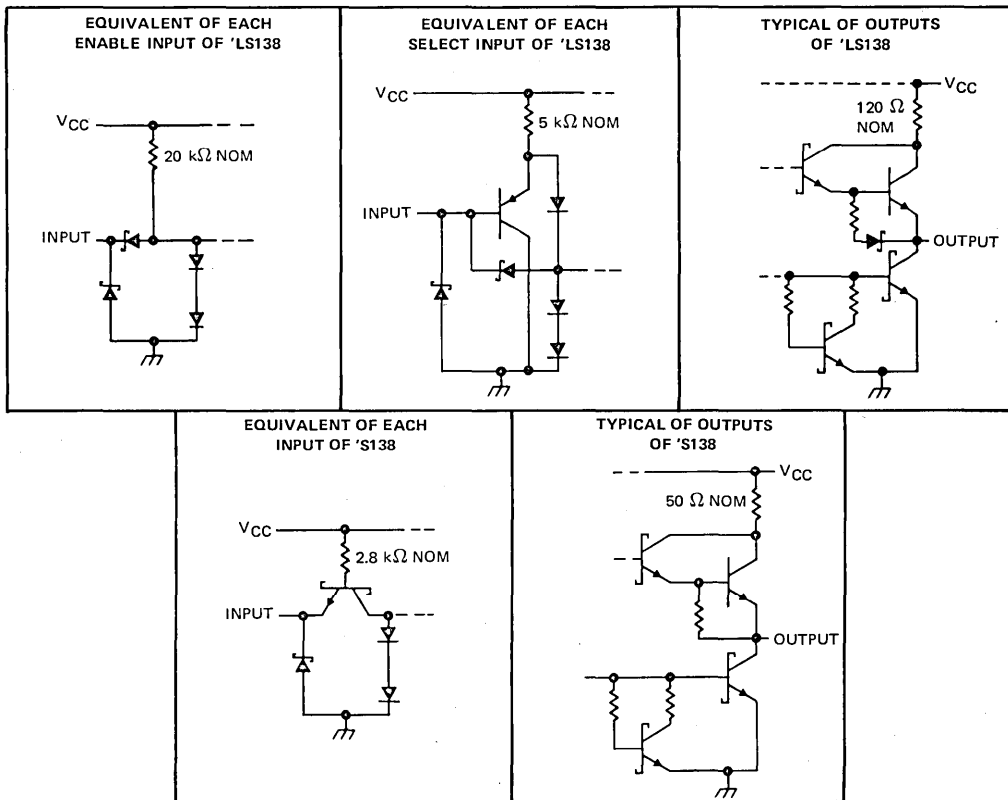 EQUIVALENT OF EACH
ENABLE INPUT OF 'LS138
VCC
20 kΩ NOM
INPUT
EQUIVALENT OF EACH
SELECT INPUT OF 'LS138
VCC
5 kΩ NOM
INPUT
TYPICAL OF OUTPUTS
OF 'LS138
VCC
120 Ω
NOM
OUTPUT
EQUIVALENT OF EACH
INPUT OF 'S138
VCC
2.8 kΩ NOM
INPUT
TYPICAL OF OUTPUTS
OF 'S138
VCC
50 Ω NOM
OUTPUT